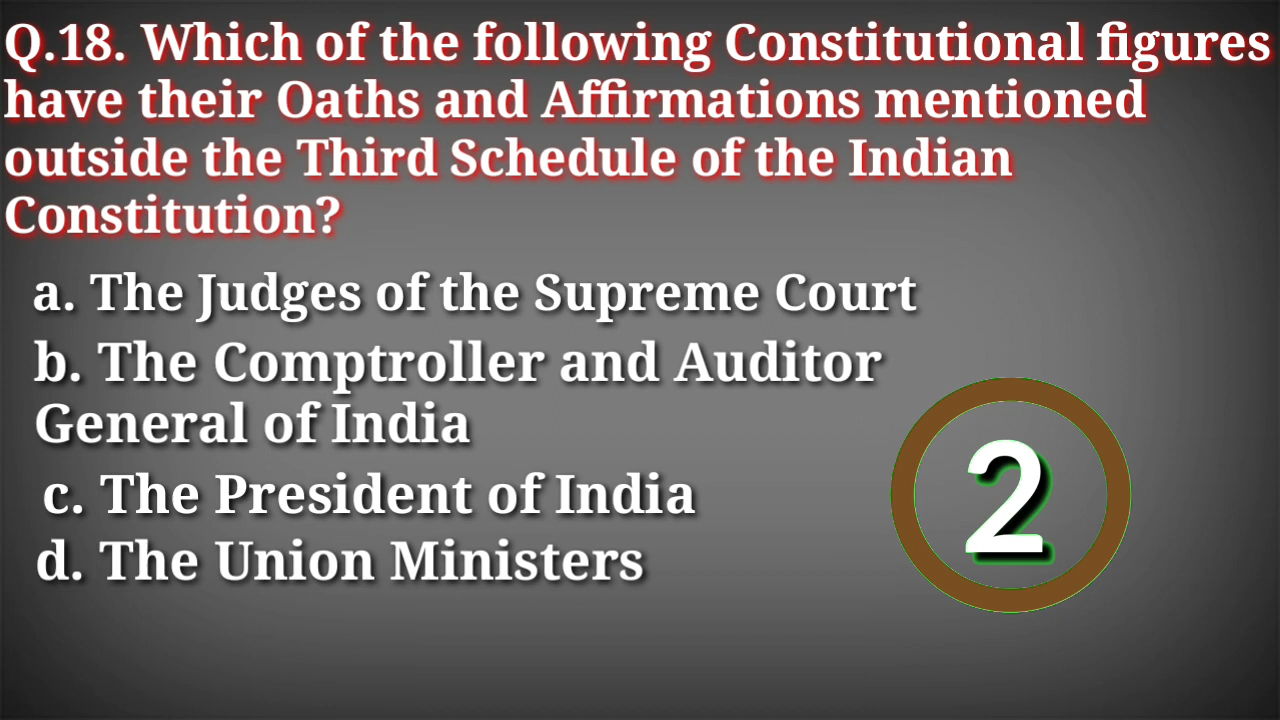 Q.18. Which of the following Constitutional figures
have their Oaths and Affirmations mentioned
outside the Third Schedule of the Indian
Constitution?
a. The Judges of the Supreme Court
b. The Comptroller and Auditor
General of India
c. The President of India
d. The Union Ministers
2